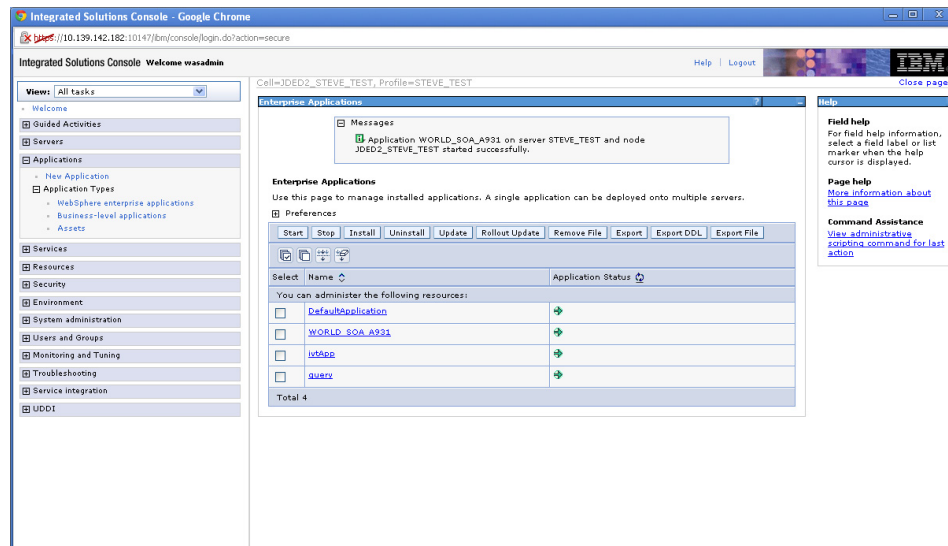 Integrated Solutions Console - Google Chrome
https://10.139.142.182:10147/ibm/console/login.do?action=secure
Integrated Solutions Console Welcome wasadmin
Help | Logout
IBM.
View: All tasks
Welcome
Guided Activities
Servers
Applications
New Application
Application Types
WebSphere enterprise applications
Business-level applications
Assets
Services
Resources
Security
Environment
System administration
Users and Groups
Monitoring and Tuning
Troubleshooting
Service integration
UDDI
Cell=JDED2_STEVE_TEST, Profile=STEVE_TEST
Close page
Enterprise Applications
? -
Messages
Application WORLD_SOA_A931 on server STEVE_TEST and node
JDED2_STEVE_TEST started successfully.
Enterprise Applications
Use this page to manage installed applications. A single application can be deployed onto multiple servers.
Preferences
Start Stop Install Uninstall Update Rollout Update Remove File Export Export DDL Export File
Select Name Application Status
You can administer the following resources:
DefaultApplication
WORLD_SOA_A931
ivtApp
query
Total 4
Help
Field help
For field help information,
select a field label or list
marker when the help
cursor is displayed.
Page help
More information about
this page
Command Assistance
View administrative
scripting command for last
action